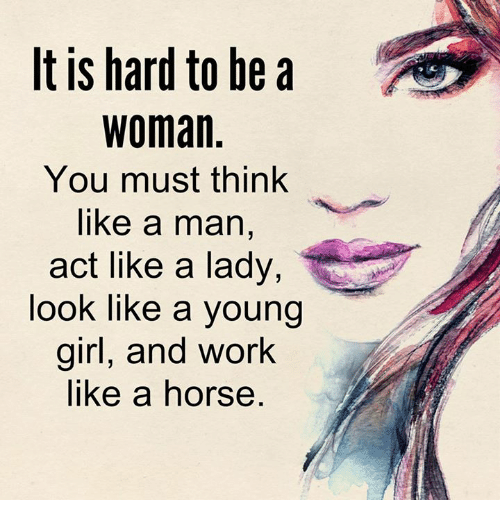 It is hard to be a
woman.
You must think
like a man,
act like a lady,
look like a young
girl, and work
like a horse.